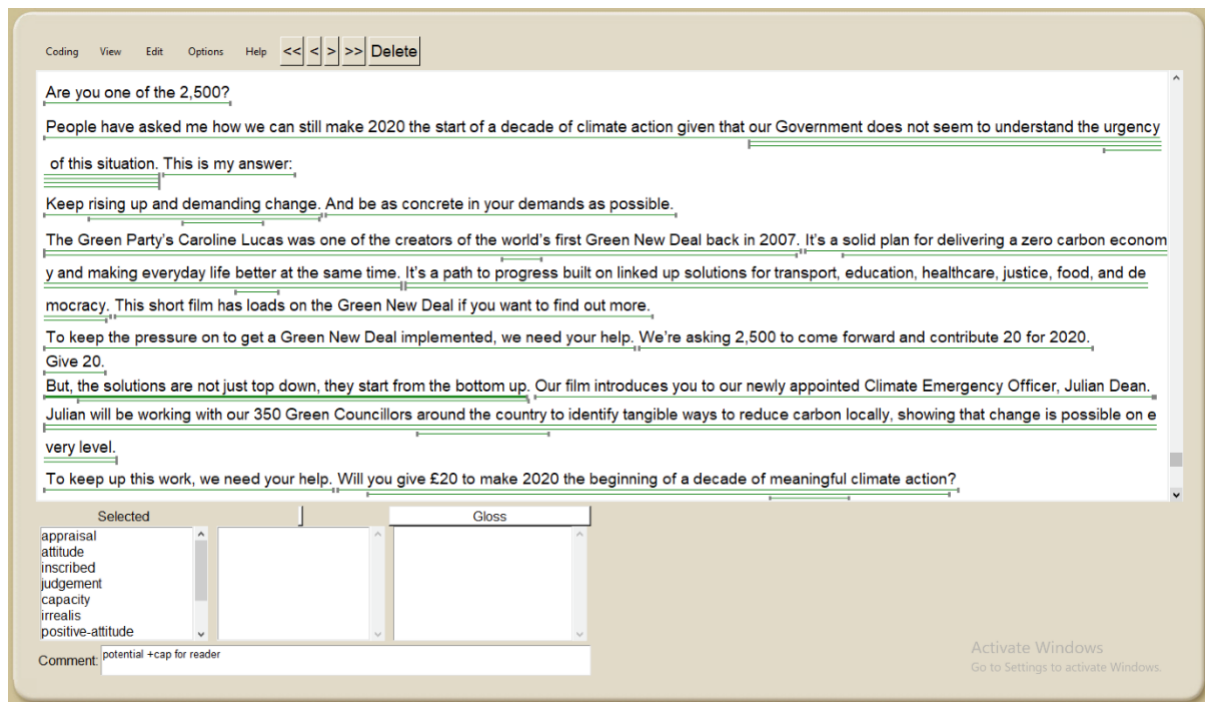 Coding View Edit Options Help << < > >> Delete
Are you one of the 2,500?
People have asked me how we can still make 2020 the start of a decade of climate action given that our Government does not seem to understand the urgency
of this situation. This is my answer:
Keep rising up and demanding change. And be as concrete in your demands as possible.
The Green Party's Caroline Lucas was one of the creators of the world's first Green New Deal back in 2007. It's a solid plan for delivering a zero carbon econom
y and making everyday life better at the same time. It's a path to progress built on linked up solutions for transport, education, healthcare, justice, food, and de
mocracy. This short film has loads on the Green New Deal if you want to find out more.
To keep the pressure on to get a Green New Deal implemented, we need your help. We're asking 2,500 to come forward and contribute 20 for 2020.
Give 20.
But, the solutions are not just top down, they start from the bottom up. Our film introduces you to our newly appointed Climate Emergency Officer, Julian Dean.
Julian will be working with our 350 Green Councillors around the country to identify tangible ways to reduce carbon locally, showing that change is possible on e
very level.
To keep up this work, we need your help. Will you give £20 to make 2020 the beginning of a decade of meaningful climate action?
Selected Gloss
appraisal
attitude
inscribed
judgement
capacity
irrealis
positive-attitude
Comment: potential +cap for reader
Activate Windows
Go to Settings to activate Windows.